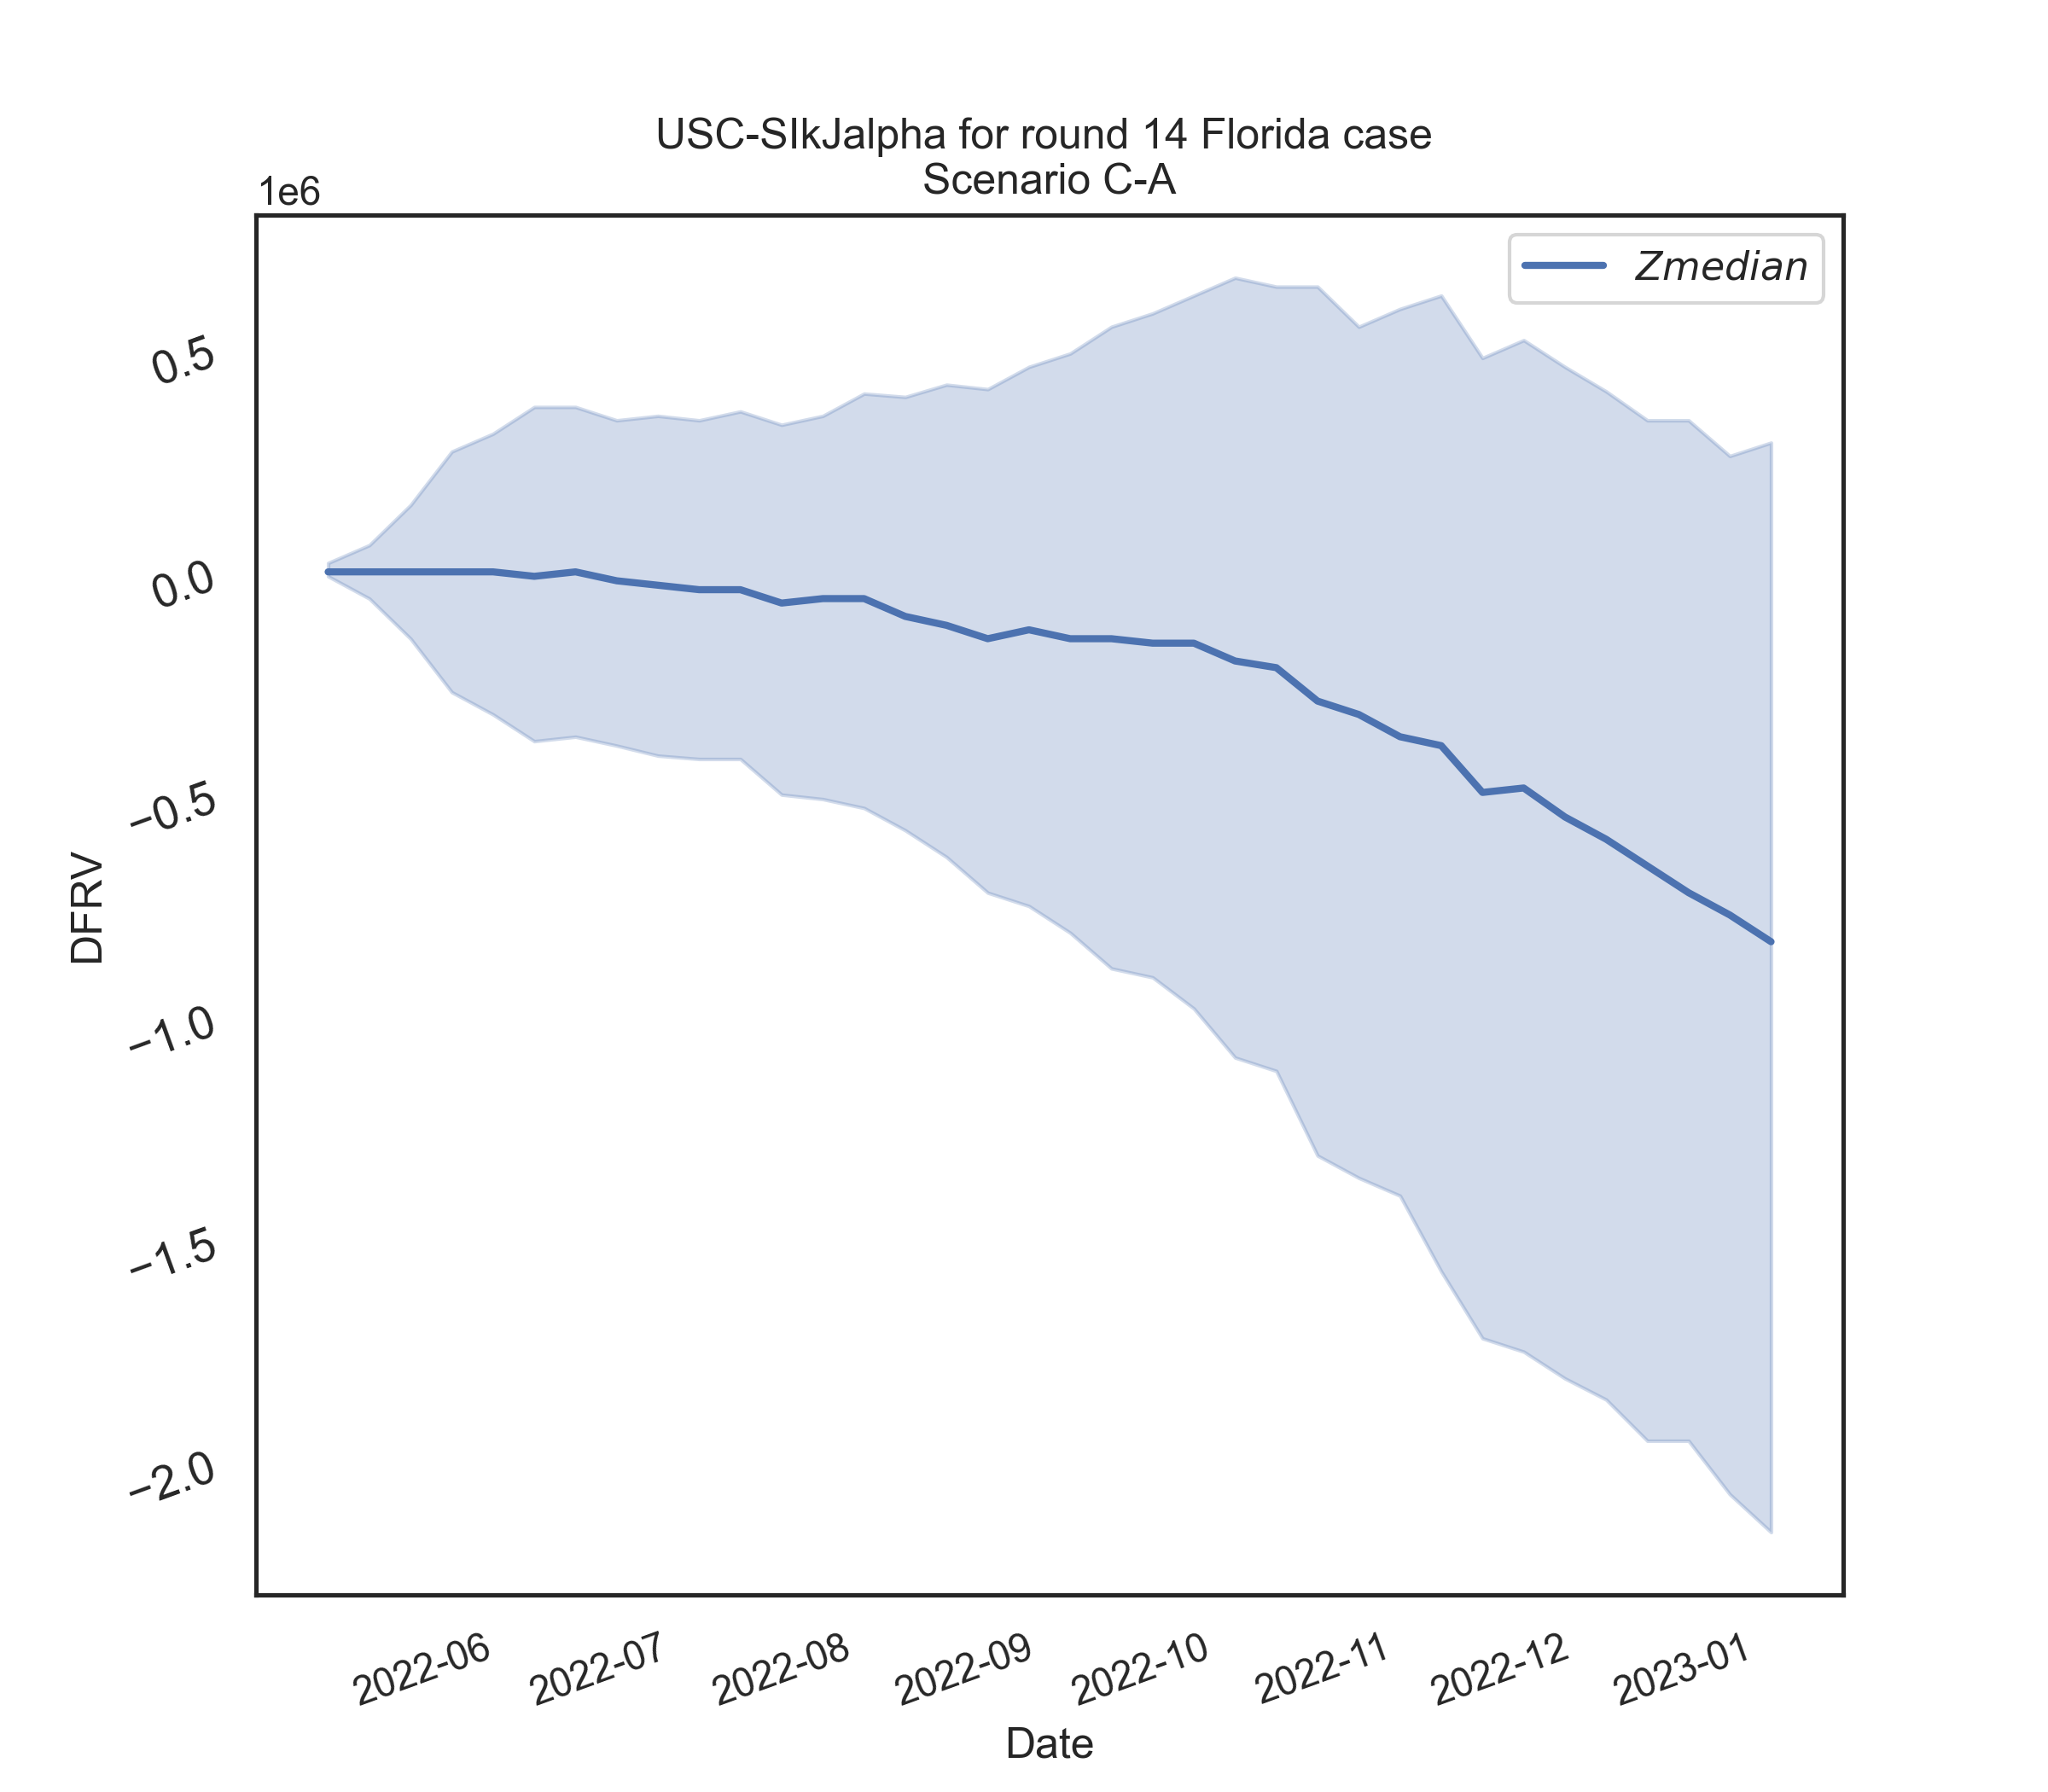 USC-SIkJalpha for round 14 Florida case
Scenario C-A
1e6
Zmedian
0.5
0.0
−0.5
−1.0
−1.5
−2.0
DFRV
2022-06
2022-07
2022-08
2022-09
2022-10
2022-11
2022-12
2023-01
Date